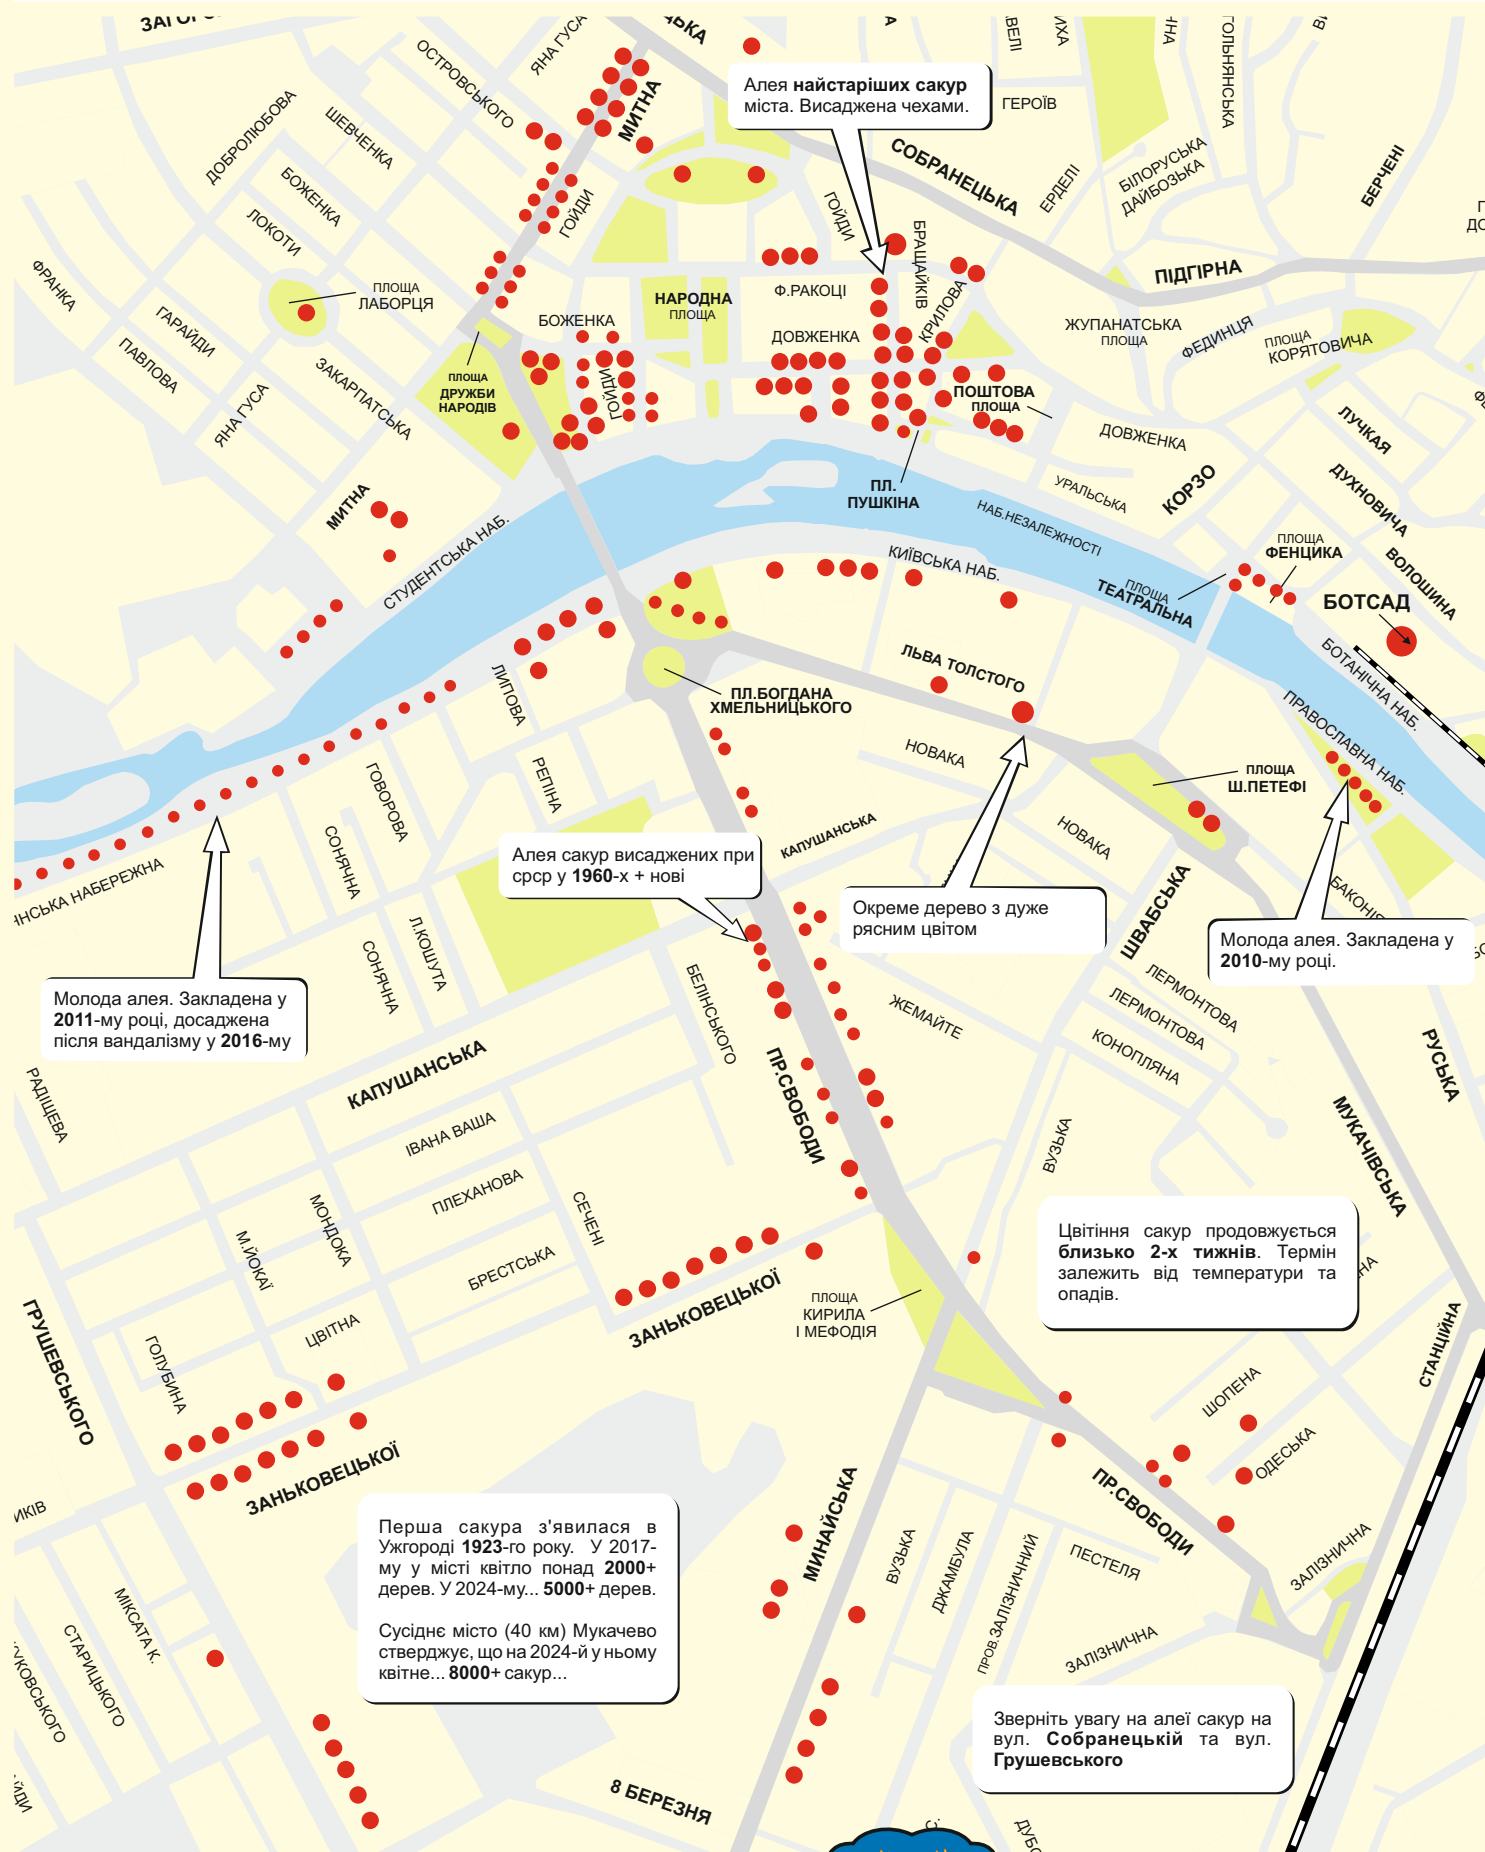 ОСТРОВСЬКОГО
ЯНА ГУСА
МИТНА
Алея найстаріших сакур
міста. Висаджена чехами.
ГЕРОЇВ
СОБРАНЕЦЬКА
ЕРДЕЛІ
БІЛОРУСЬКА
ДАЙБОЗЬКА
БЕРЧЕНІ
ДОБРОЛЮБОВА
ШЕВЧЕНКА
БОЖЕНКА
ЛОКОТИ
ГОЙДИ
ГОЙДИ
БРАЩАЙКІВ
ПІДГІРНА
ФРАНКА
ПЛОЩА
ЛАБОРЦЯ
НАРОДНА
ПЛОЩА
Ф.РАКОЦІ
КРИЛОВА
ГАРАЙДИ
ПАВЛОВА
БОЖЕНКА
ДОВЖЕНКА
ЖУПАНАТСЬКА
ПЛОЩА
ФЕДИНЦЯ
ПЛОЩА
КОРЯТОВИЧА
ЗАКАРПАТСЬКА
ЯНА ГУСА
ПЛОЩА
ДРУЖБИ
НАРОДІВ
ГОЙДИ
ПОШТОВА
ПЛОЩА
ДОВЖЕНКА
ЛУЧКАЯ
ДУХНОВИЧА
ВОЛОШИНА
КОРЗО
МИТНА
СТУДЕНТСЬКА НАБ.
ПЛ.
ПУШКІНА
УРАЛЬСЬКА
НАБ.НЕЗАЛЕЖНОСТІ
КИЇВСЬКА НАБ.
ПЛОЩА
ТЕАТРАЛЬНА
ПЛОЩА
ФЕНЦИКА
БОТСАД
БОТАНІЧНА НАБ.
ПРАВОСЛАВНА НАБ.
ЛЬВА ТОЛСТОГО
ПЛ.БОГДАНА
ХМЕЛЬНИЦЬКОГО
ЛИПОВА
РЕПІНА
НОВАКА
ПЛОЩА
Ш.ПЕТЕФІ
ГОВОРОВА
СОНЯЧНА
НОВАКА
КАПУШАНСЬКА
Алея сакур висаджених при
срср у 1960-х + нові
Окреме дерево з дуже
рясним цвітом
ШВАБСЬКА
Молода алея. Закладена у
2010-му році.
Л.КОШУТА
СОНЯЧНА
Молода алея. Закладена у
2011-му році, досаджена
після вандалізму у 2016-му
БЕЛІНСЬКОГО
ЖЕМАЙТЕ
ЛЕРМОНТОВА
ЛЕРМОНТОВА
КОНОПЛЯНА
РУСЬКА
РАДІЩЕВА
КАПУШАНСЬКА
ПР.СВОБОДИ
ВУЗЬКА
МУКАЧІВСЬКА
ІВАНА ВАША
ПЛЕХАНОВА
МОНДОКА
М.ЙОКАЇ
СЕЧЕНІ
БРЕСТСЬКА
Цвітіння сакур продовжується
близько 2-х тижнів. Термін
залежить від температури та
опадів.
ПЛОЩА
КИРИЛА
І МЕФОДІЯ
ЗАНЬКОВЕЦЬКОЇ
ЦВІТНА
ГОЛУБИНА
ГРУШЕВСЬКОГО
СТАНЦІЙНА
ШОПЕНА
ОДЕСЬКА
ЗАНЬКОВЕЦЬКОЇ
ПР.СВОБОДИ
Перша сакура з'явилася в
Ужгороді 1923-го року. У 2017-
му у місті квітло понад 2000+
дерев. У 2024-му... 5000+ дерев.
Сусіднє місто (40 км) Мукачево
стверджує, що на 2024-й у ньому
квітне... 8000+ сакур...
МИНАЙСЬКА
ВУЗЬКА
ДЖАМБУЛА
ПРОВ.ЗАЛІЗНИЧНИЙ
ПЕСТЕЛЯ
ЗАЛІЗНИЧНА
ЗАЛІЗНИЧНА
МІКСАТА К.
СТАРИЦЬКОГО
Зверніть увагу на алеї сакур на
вул. Собранецькій та вул.
Грушевського
8 БЕРЕЗНЯ